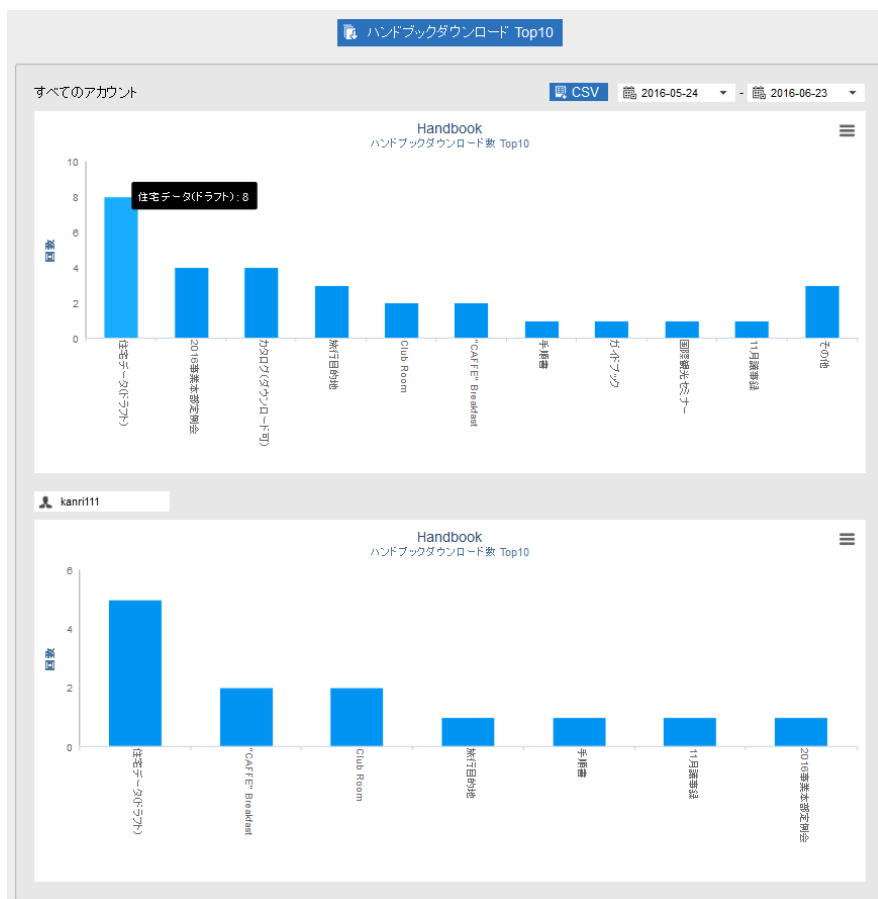 ハンドブックダウンロード Top10
すべてのアカウント
CSV
2016-05-24
-
2016-06-23
Handbook
ハンドブックダウンロード数 Top10
回数
10
8
6
4
2
0
住宅データ(ドラフト): 8
住宅データ(ドラフト)
2016事業本部定例会
カタログ(ダウンロード可)
旅行目的地
Club Room
"CAFFE" Breakfast
手順書
ガイドブック
国際観光セミナー
11月議事録
その他
kanri111
Handbook
ハンドブックダウンロード数 Top10
回数
6
4
2
0
住宅データ(ドラフト)
"CAFFE" Breakfast
Club Room
旅行目的地
手順書
11月議事録
2016事業本部定例会